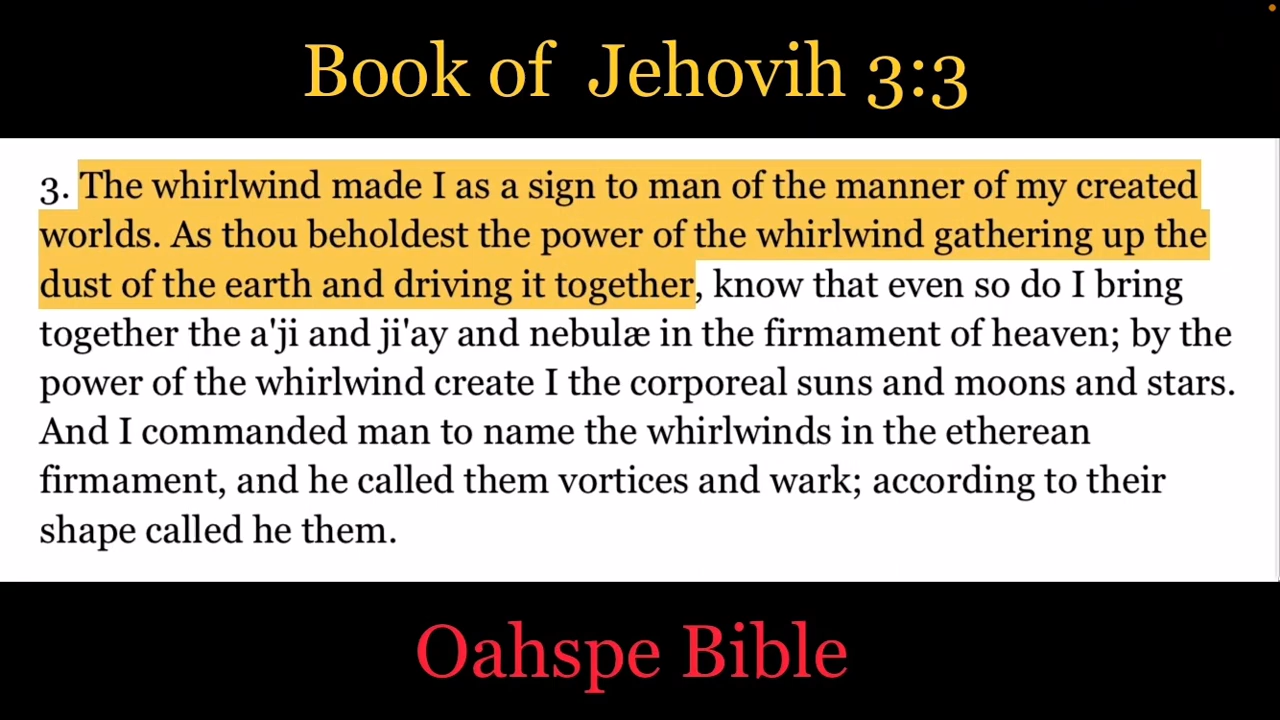 Book of Jehovih 3:3
3. The whirlwind made I as a sign to man of the manner of my created
worlds. As thou beholdest the power of the whirlwind gathering up the
dust of the earth and driving it together, know that even so do I bring
together the a'ji and ji'ay and nebulæ in the firmament of heaven; by the
power of the whirlwind create I the corporeal suns and moons and stars.
And I commanded man to name the whirlwinds in the etherean
firmament, and he called them vortices and wark; according to their
shape called he them.
Oahspe Bible